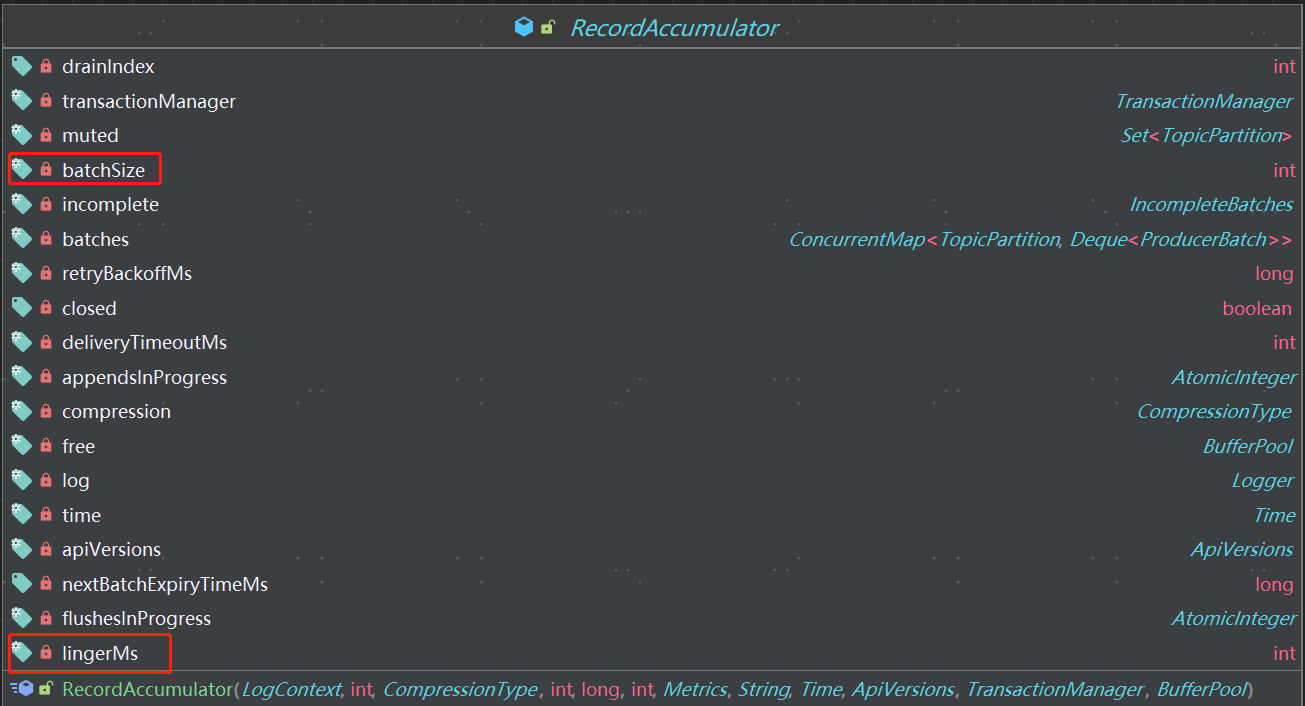 RecordAccumulator
drainIndex int
transactionManager TransactionManager
muted Set<TopicPartition>
batchSize int
incomplete IncompleteBatches
batches ConcurrentMap<TopicPartition, Deque<ProducerBatch>>
retryBackoffMs long
closed boolean
deliveryTimeoutMs int
appendsInProgress AtomicInteger
compression CompressionType
free BufferPool
log Logger
time Time
apiVersions ApiVersions
nextBatchExpiryTimeMs long
flushesInProgress AtomicInteger
lingerMs int
RecordAccumulator(LogContext, int, CompressionType, int, long, int, Metrics, String, Time, ApiVersions, TransactionManager, BufferPool)